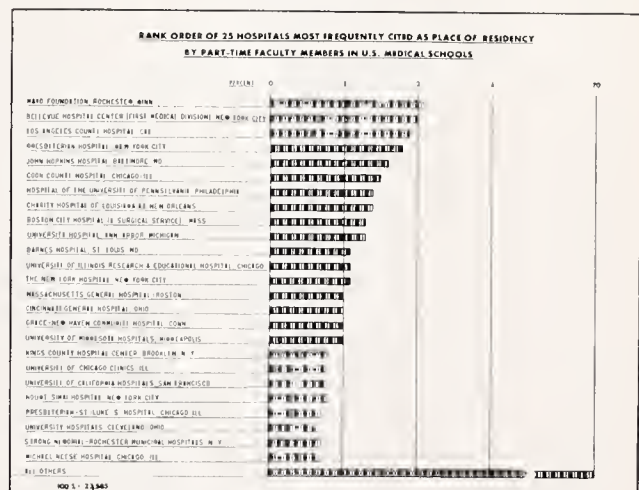 RANK ORDER OF 25 HOSPITALS MOST FREQUENTLY CITED AS PLACE OF RESIDENCY
BY PART-TIME FACULTY MEMBERS IN U.S. MEDICAL SCHOOLS
PERCENT 0 1 2 70
MAYO FOUNDATION, ROCHESTER MINN
BELLEVUE HOSPITAL CENTER (FIRST MEDICAL DIVISION) NEW YORK CITY
LOS ANGELES COUNTY HOSPITAL CAL
PRESBYTERIAN HOSPITAL NEW YORK CITY
JOHN HOPKINS HOSPITAL BALTIMORE MD
COOK COUNTY HOSPITAL CHICAGO ILL
HOSPITAL OF THE UNIVERSITY OF PENNSYLVANIA PHILADELPHIA
CHARITY HOSPITAL OF LOUISIANA AT NEW ORLEANS
BOSTON CITY HOSPITAL SURGICAL SERVICE) MASS
UNIVERSITY HOSPITAL ANN ARBOR MICHIGAN
BARNES HOSPITAL, ST LOUIS MO
UNIVERSITY OF ILLINOIS RESEARCH & EDUCATIONAL HOSPITAL, CHICAGO
THE NEW YORK HOSPITAL NEW YORK CITY
MASSACHUSETTS GENERAL HOSPITAL BOSTON
CINCINNATI GENERAL HOSPITAL OHIO
GRACE-NEW HAVEN COMMUNITY HOSPITAL CONN
UNIVERSITY OF MINNESOTA HOSPITALS, MINNEAPOLIS
KINGS COUNTY HOSPITAL CENTER BROOKLYN N Y
UNIVERSITY OF CHICAGO CLINICS ILL
UNIVERSITY OF CALIFORNIA HOSPITALS, SAN FRANCISCO
MOUNT SINAI HOSPITAL NEW YORK CITY
PRESBYTERIAN-ST LUKE'S HOSPITAL CHICAGO ILL
UNIVERSITY HOSPITALS CLEVELAND OHIO
STRONG MEMORIAL-ROCHESTER MUNICIPAL HOSPITALS N Y
MICHAEL REESE HOSPITAL CHICAGO ILL
ALL OTHERS